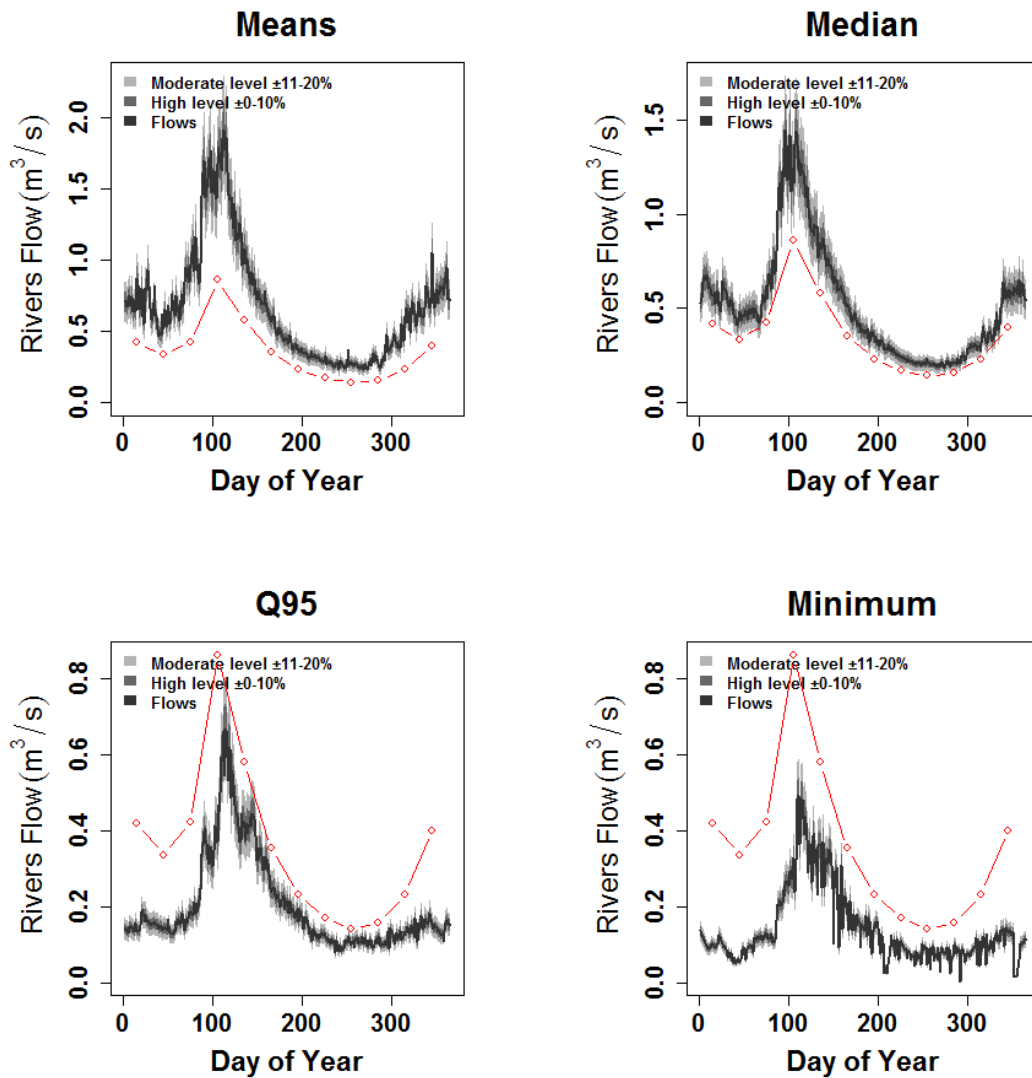 Means
Moderate level ±11-20%
High level ±0-10%
Flows
Rivers Flow (m³ / s)
0.0 0.5 1.0 1.5 2.0
0 100 200 300
Day of Year
Median
Moderate level ±11-20%
High level ±0-10%
Flows
Rivers Flow (m³ / s)
0.0 0.5 1.0 1.5
0 100 200 300
Day of Year
Q95
Moderate level ±11-20%
High level ±0-10%
Flows
Rivers Flow (m³ / s)
0.0 0.2 0.4 0.6 0.8
0 100 200 300
Day of Year
Minimum
Moderate level ±11-20%
High level ±0-10%
Flows
Rivers Flow (m³ / s)
0.0 0.2 0.4 0.6 0.8
0 100 200 300
Day of Year